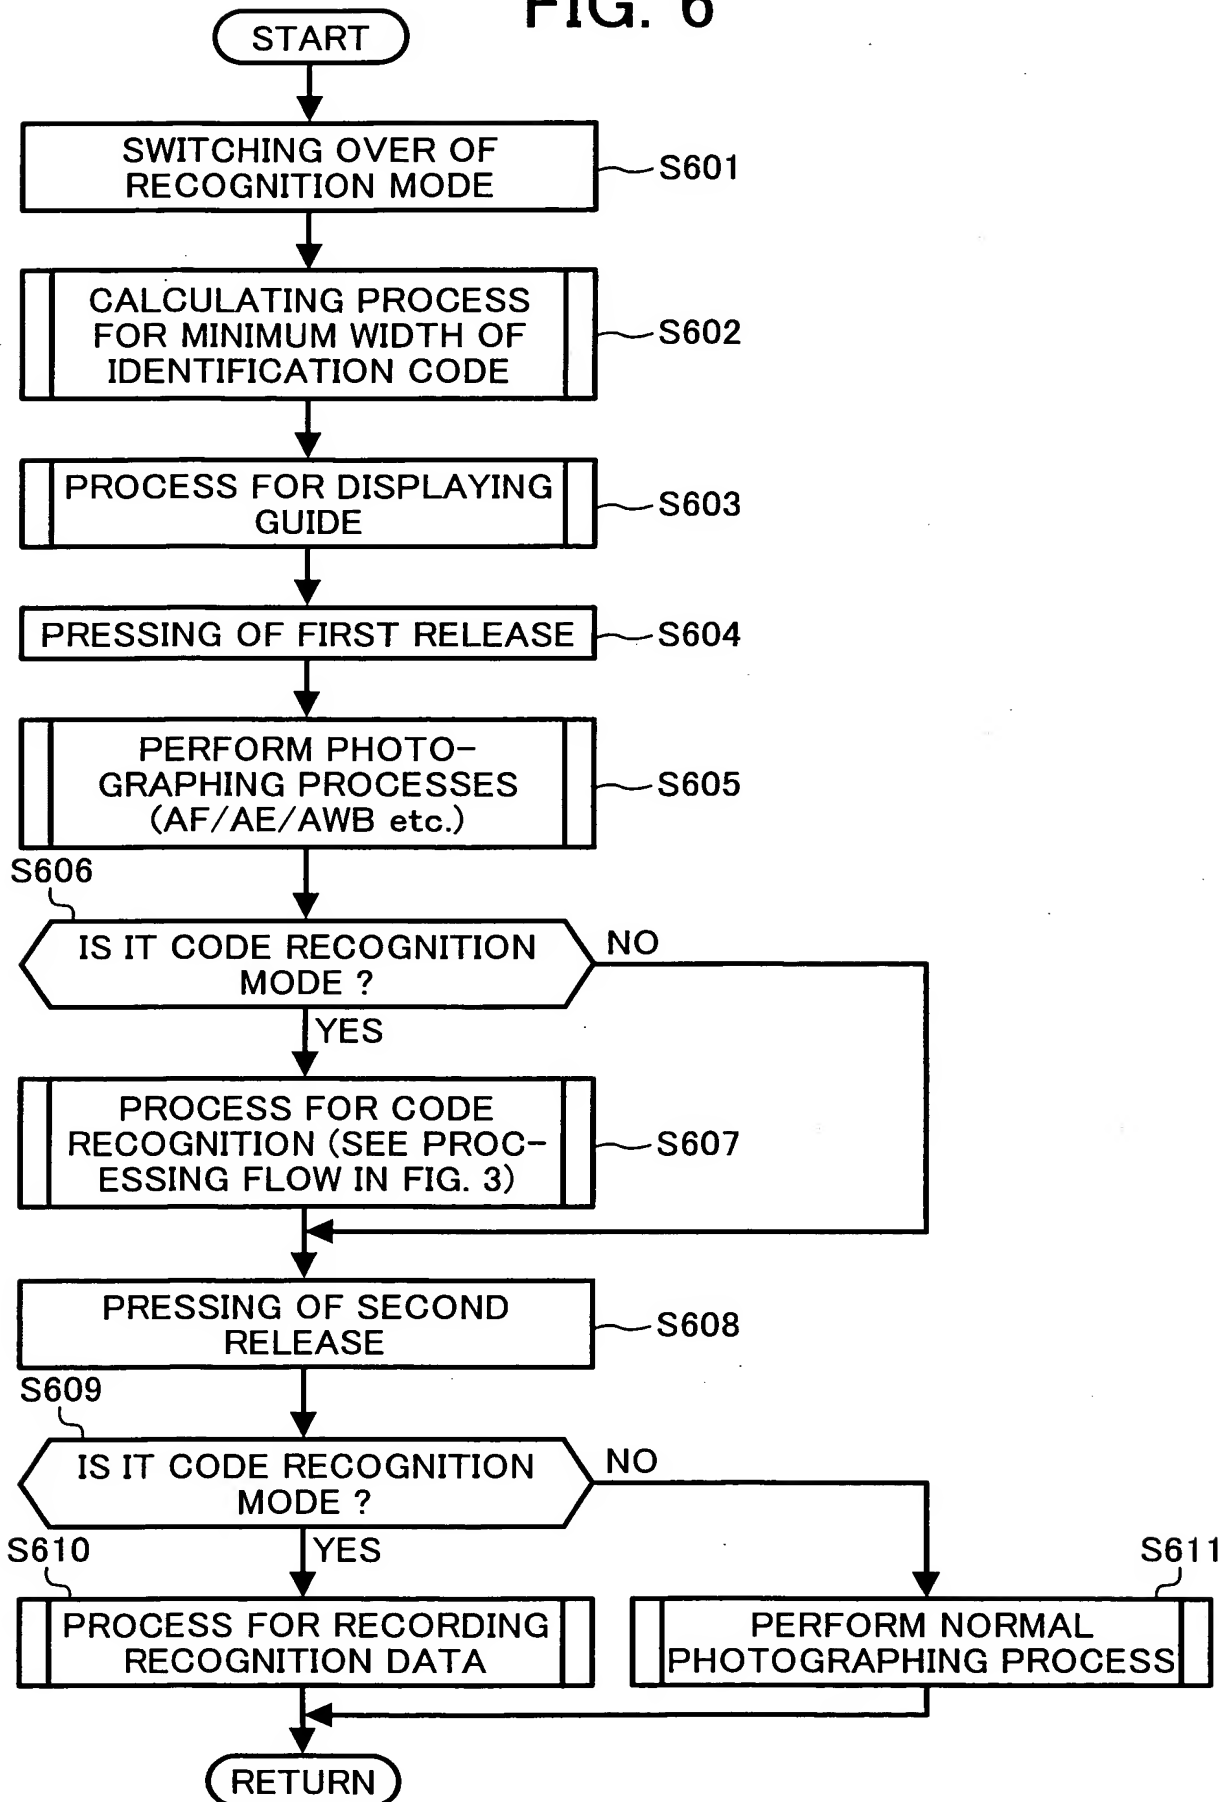 FIG. 6
START
SWITCHING OVER OF
RECOGNITION MODE
S601
CALCULATING PROCESS
FOR MINIMUM WIDTH OF
IDENTIFICATION CODE
S602
PROCESS FOR DISPLAYING
GUIDE
S603
PRESSING OF FIRST RELEASE
S604
PERFORM PHOTO-
GRAPHING PROCESSES
(AF/AE/AWB etc.)
S605
S606
IS IT CODE RECOGNITION
MODE ?
NO
YES
PROCESS FOR CODE
RECOGNITION (SEE PROC-
ESSING FLOW IN FIG. 3)
S607
PRESSING OF SECOND
RELEASE
S608
S609
IS IT CODE RECOGNITION
MODE ?
NO
YES
S610
PROCESS FOR RECORDING
RECOGNITION DATA
S611
PERFORM NORMAL
PHOTOGRAPHING PROCESS
RETURN